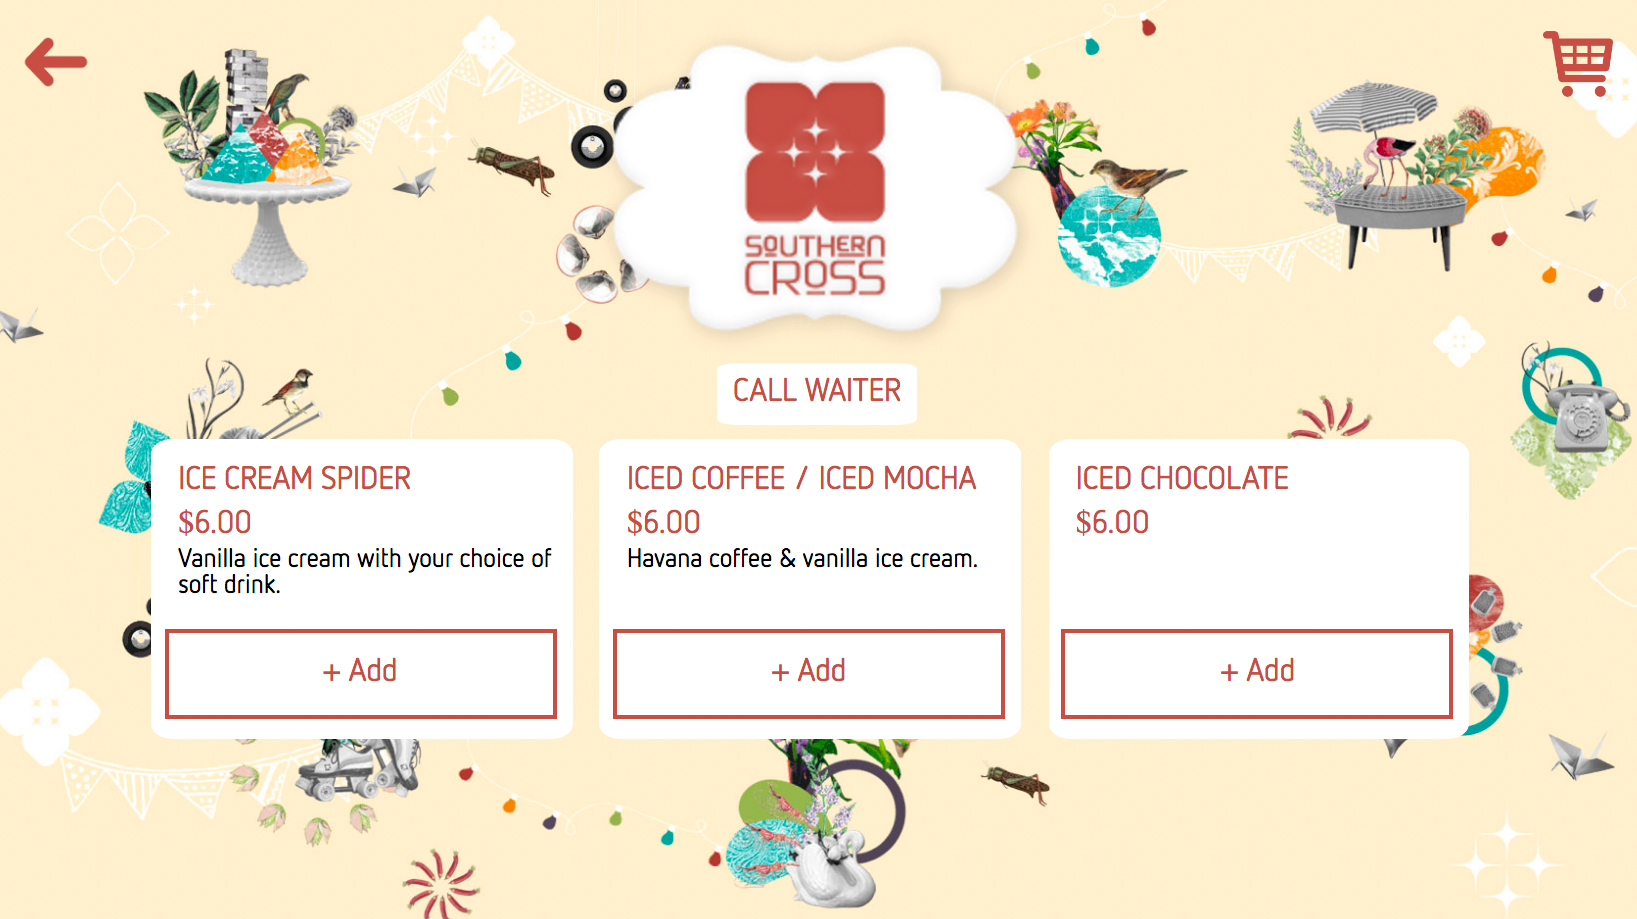 SOUTHERN
CROSS
CALL WAITER
ICE CREAM SPIDER
$6.00
Vanilla ice cream with your choice of
soft drink.
+ Add
ICED COFFEE / ICED MOCHA
$6.00
Havana coffee & vanilla ice cream.
+ Add
ICED CHOCOLATE
$6.00
+ Add